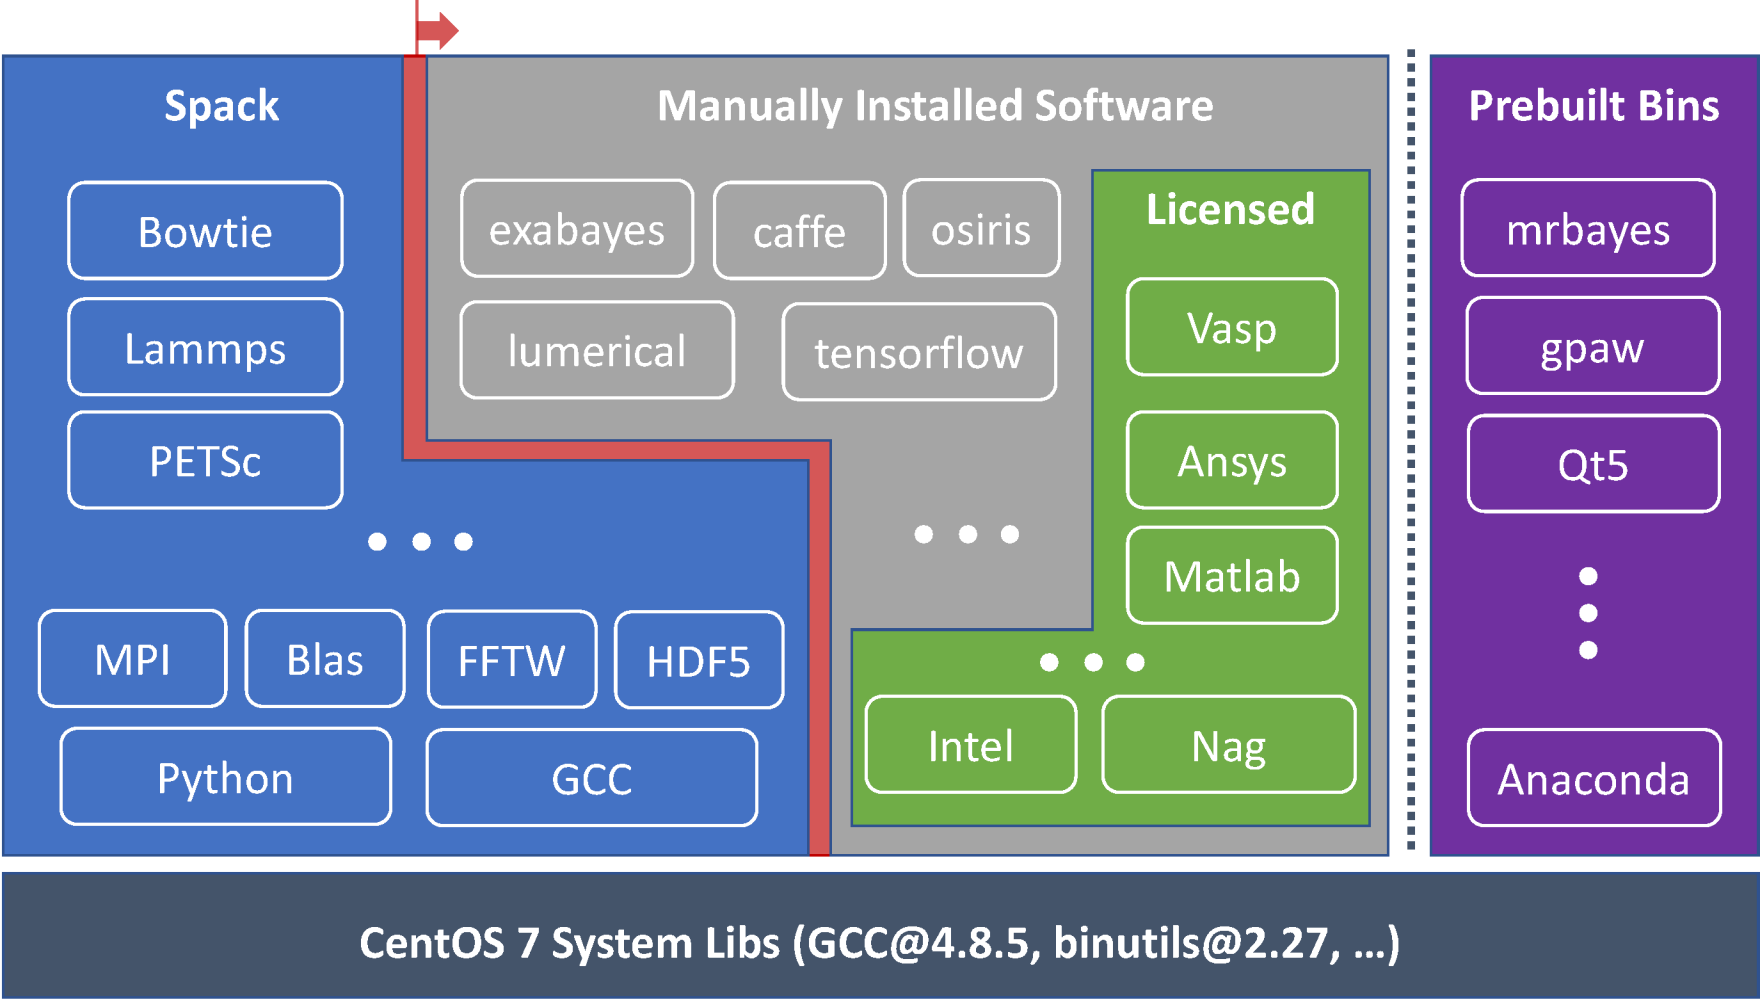 Spack
Bowtie
Lammps
PETSc
MPI
Blas
FFTW
HDF5
Python
GCC
Manually Installed Software
exabayes
caffe
osiris
lumerical
tensorflow
Licensed
Vasp
Ansys
Matlab
Intel
Nag
Prebuilt Bins
mrbayes
gpaw
Qt5
Anaconda
CentOS 7 System Libs (GCC@4.8.5, binutils@2.27, …)